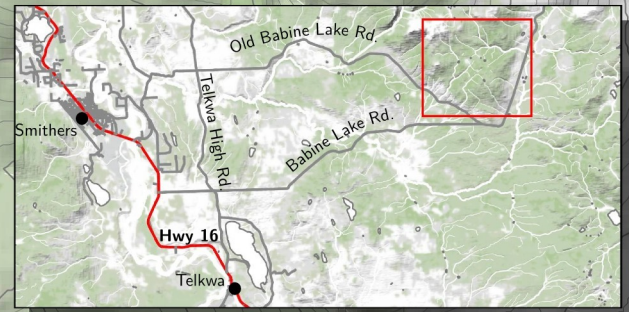 Old Babine Lake Rd.
Telkwa High Rd.
Smithers
Babine Lake Rd.
Hwy 16
Telkwa